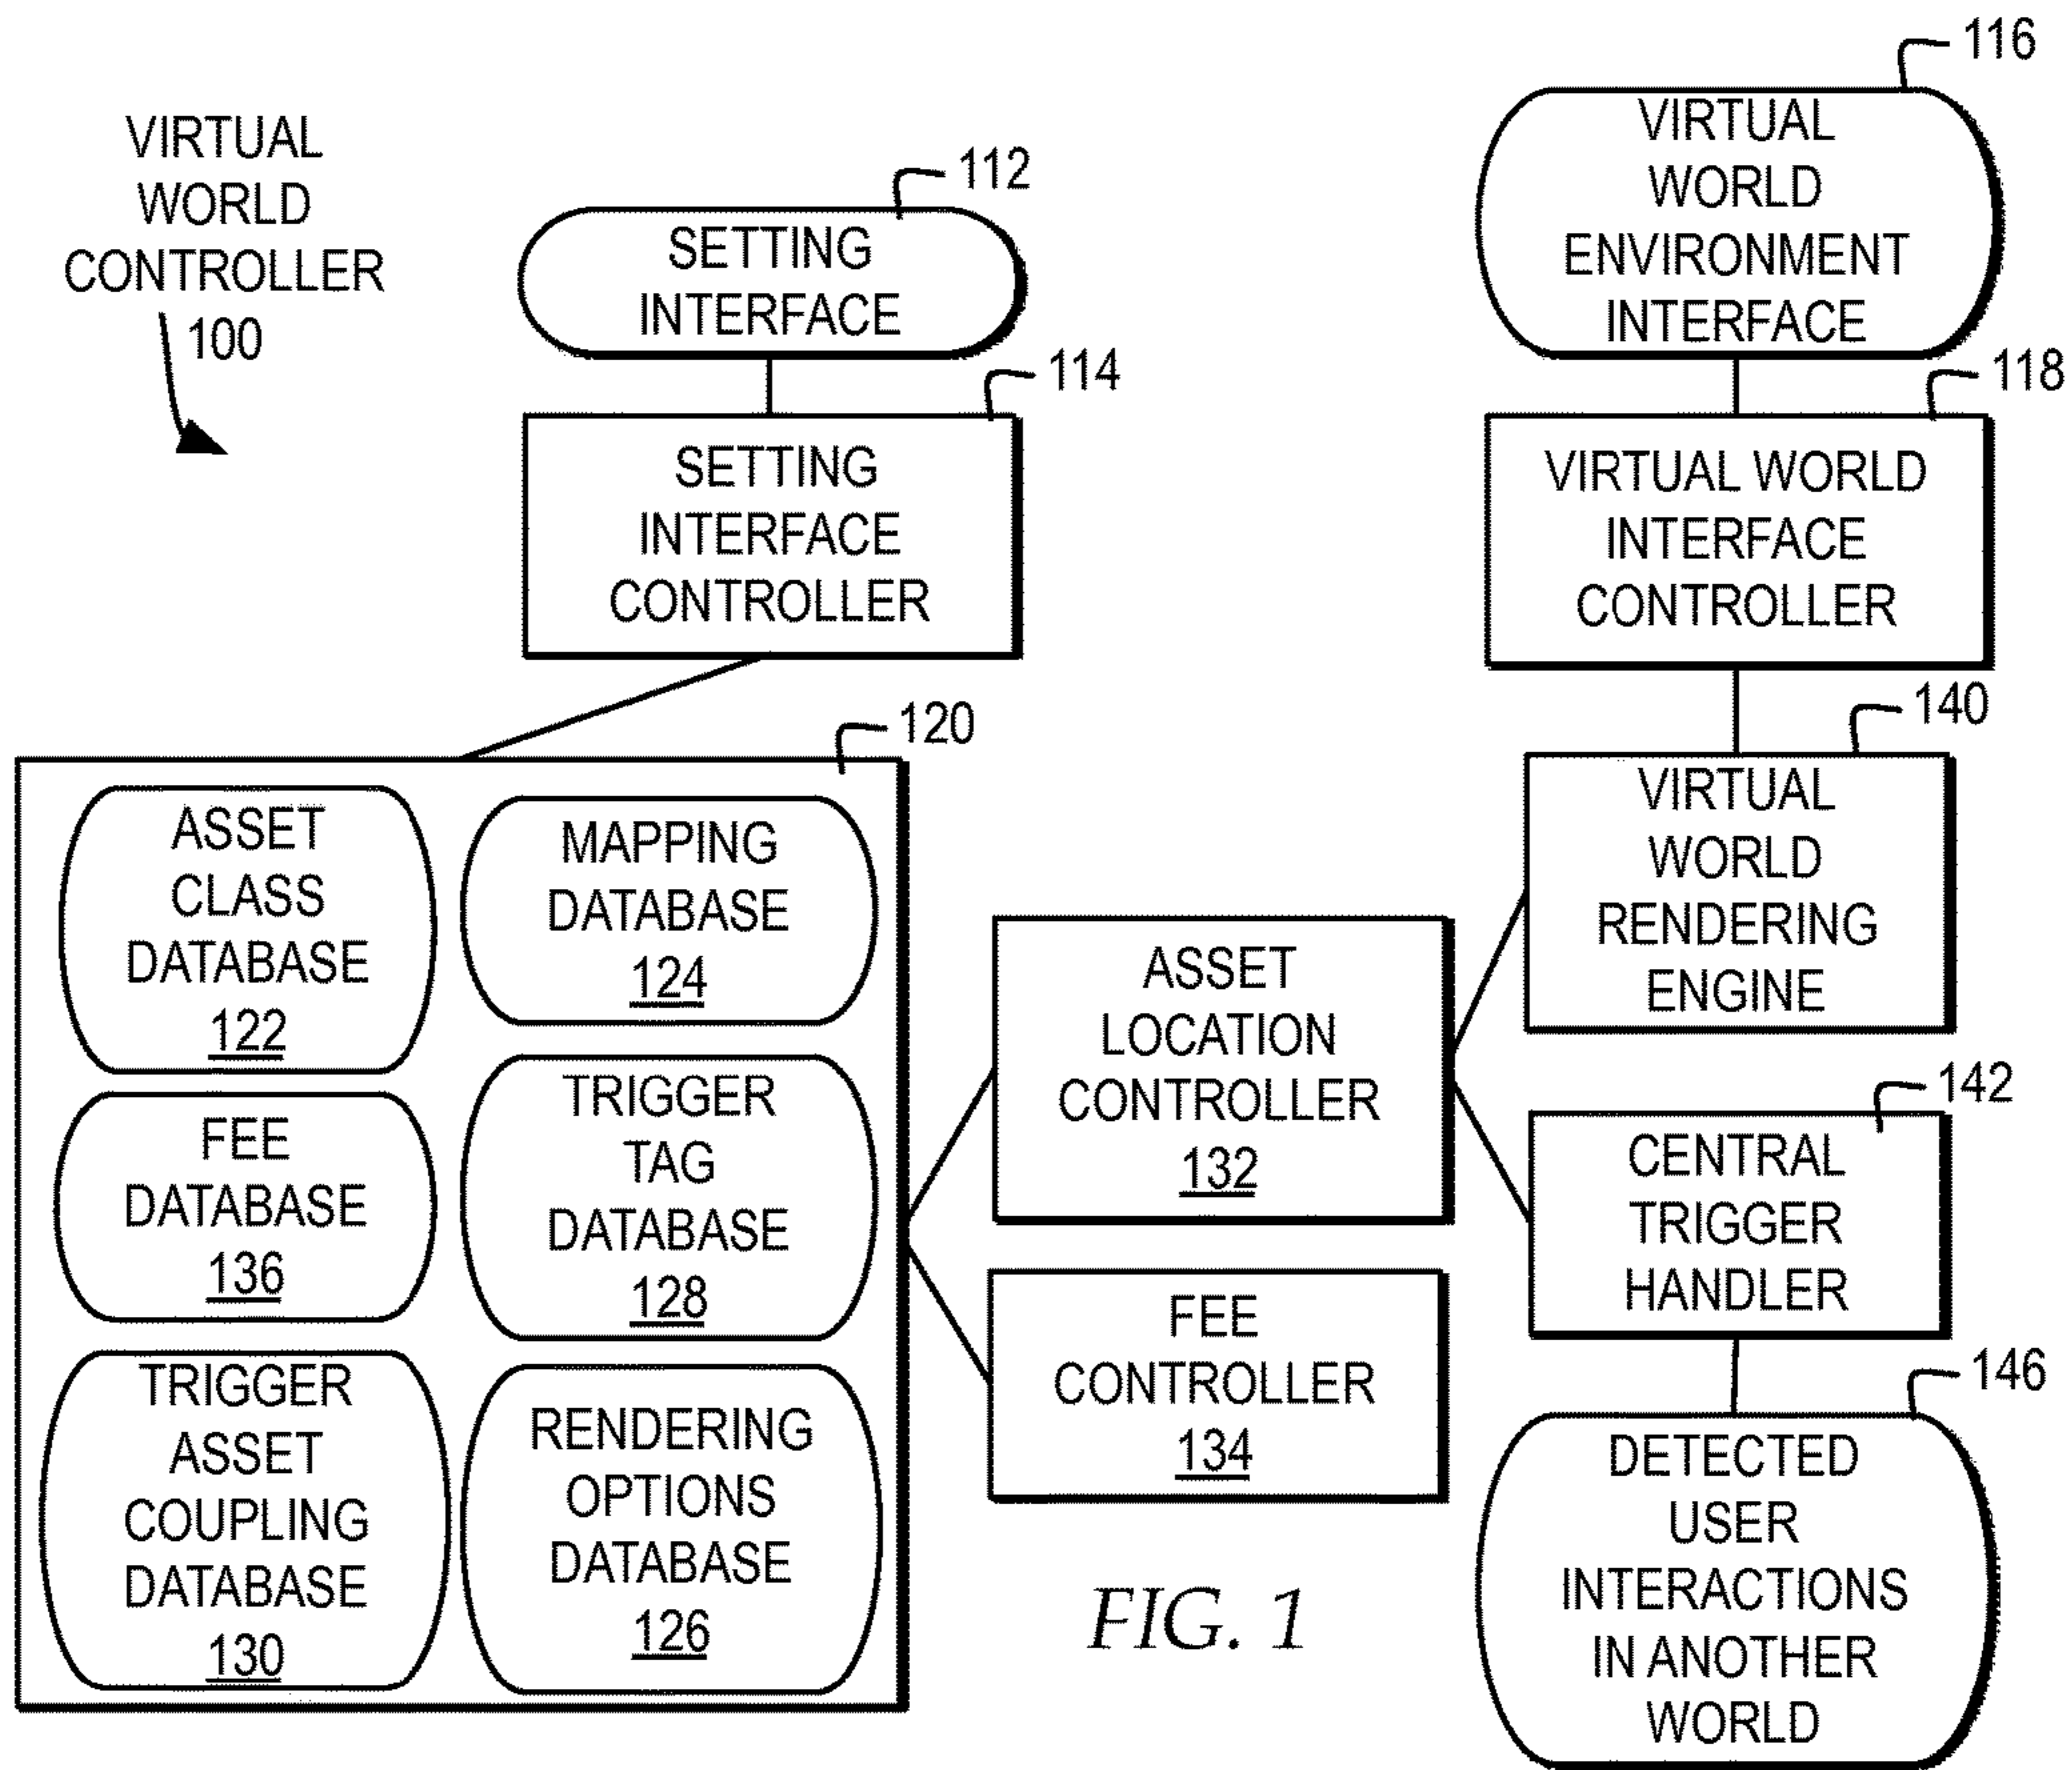 VIRTUAL
WORLD
CONTROLLER
100
112
SETTING
INTERFACE
114
SETTING
INTERFACE
CONTROLLER
116
VIRTUAL
WORLD
ENVIRONMENT
INTERFACE
118
VIRTUAL WORLD
INTERFACE
CONTROLLER
120
ASSET
CLASS
DATABASE
122
MAPPING
DATABASE
124
FEE
DATABASE
136
TRIGGER
TAG
DATABASE
128
TRIGGER
ASSET
COUPLING
DATABASE
130
RENDERING
OPTIONS
DATABASE
126
ASSET
LOCATION
CONTROLLER
132
FEE
CONTROLLER
134
140
VIRTUAL
WORLD
RENDERING
ENGINE
142
CENTRAL
TRIGGER
HANDLER
146
DETECTED
USER
INTERACTIONS
IN ANOTHER
WORLD
FIG. 1